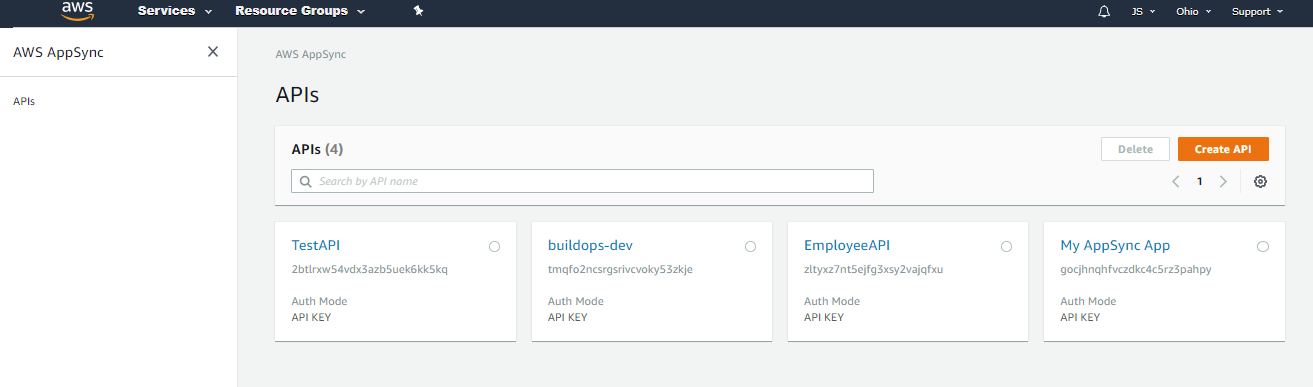 aws Services Resource Groups JS Ohio Support
AWS AppSync
APIs
AWS AppSync
APIs
APIs (4) Delete Create API
Search by API name 1
TestAPI buildops-dev EmployeeAPI My AppSync App
2btlrxw54vdx3azb5uek6kk5kq tmqfo2ncsrgsrivcvoky53zkje zltyxz7nt5ejfg3xsy2vajqfxu gocjhnqhfvczdkc4c5rz3pahpy
Auth Mode Auth Mode Auth Mode Auth Mode
API KEY API KEY API KEY API KEY